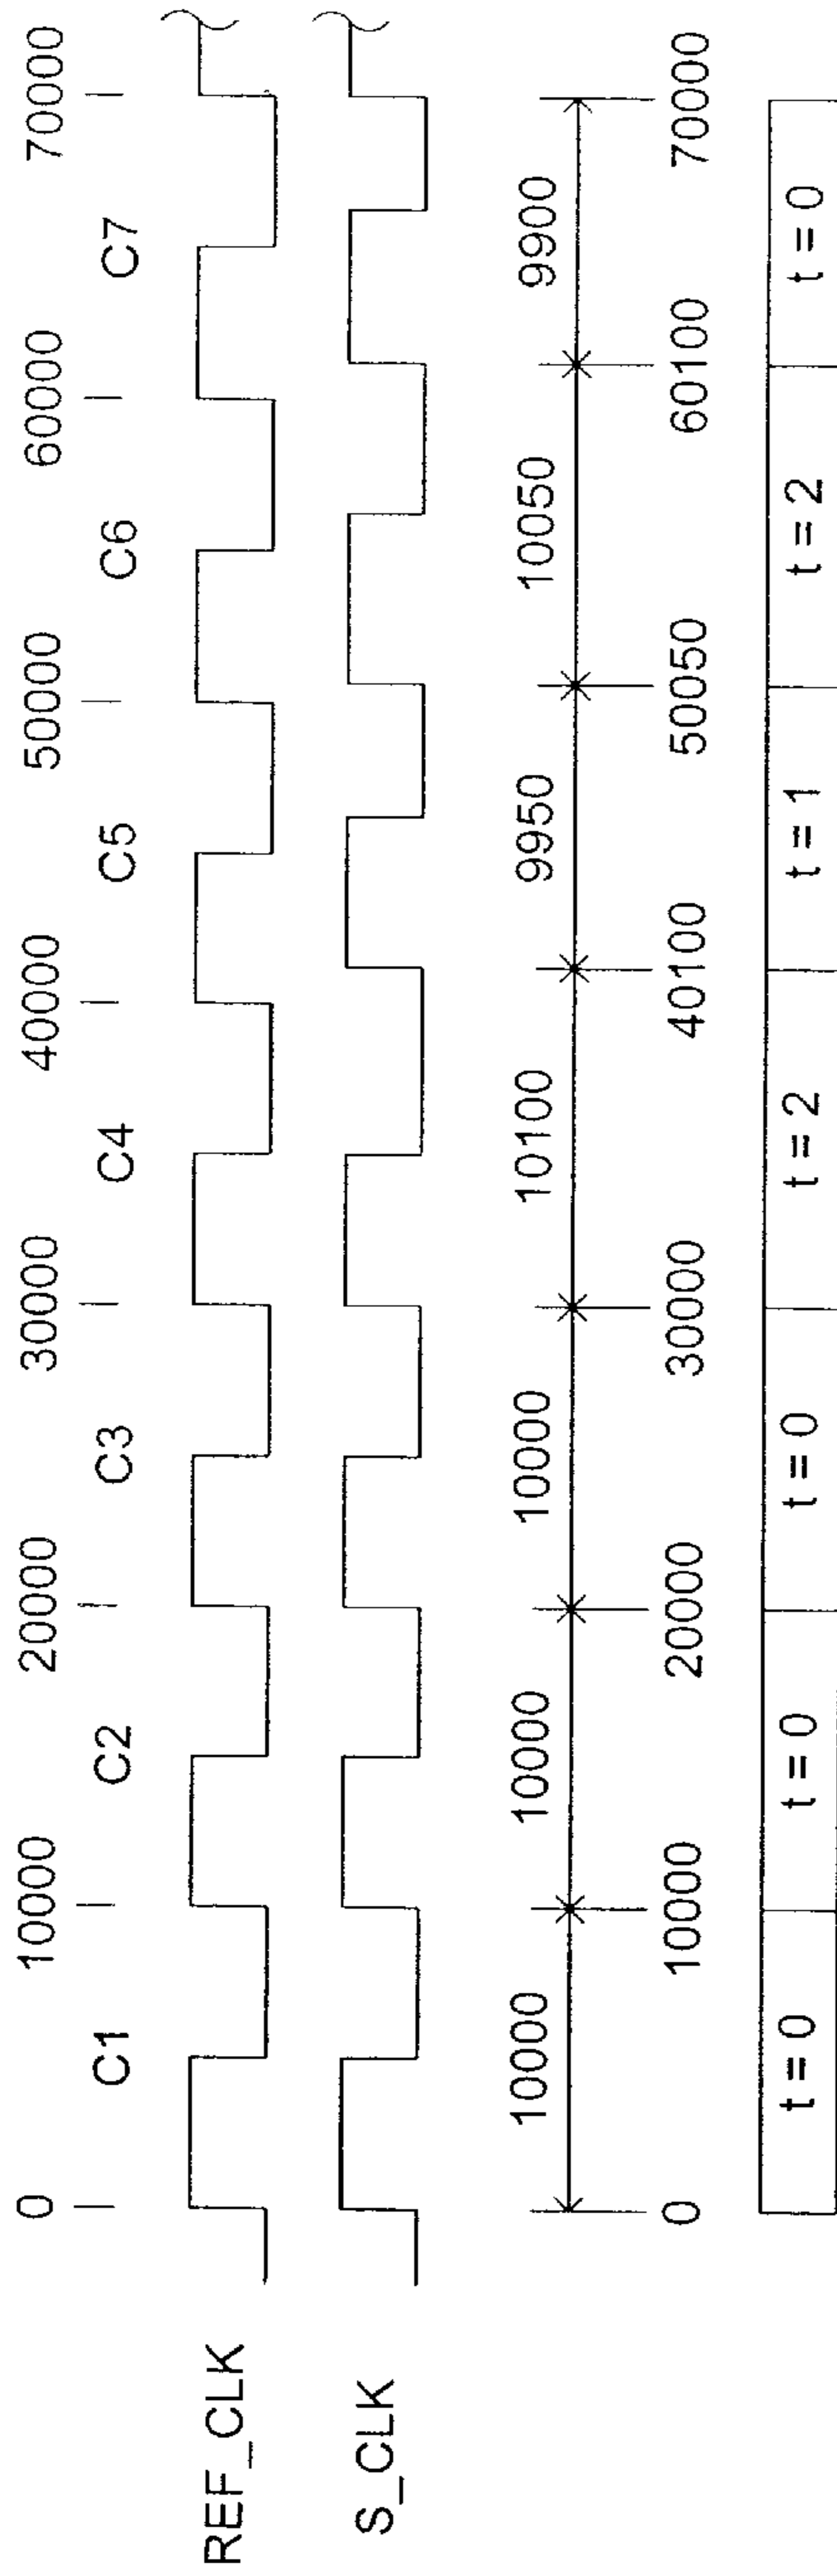 0 10000 20000 30000 40000 50000 60000 70000
C1 C2 C3 C4 C5 C6 C7
REF_CLK
S_CLK
10000 10000 10000 10100 9950 10050 9900
0 10000 20000 30000 40100 50050 60100 70000
t = 0 t = 0 t = 0 t = 2 t = 1 t = 2 t = 0